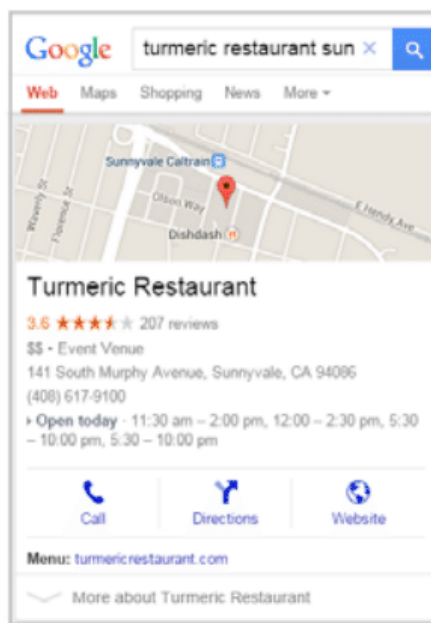 Google
turmeric restaurant sun ×
Web Maps Shopping News More
Sunnyvale Caltrain
Waverly St
Florence St
Olson Way
E Hendy Ave
Dishdash
Turmeric Restaurant
3.6 ★★★★★ 207 reviews
$$ · Event Venue
141 South Murphy Avenue, Sunnyvale, CA 94086
(408) 617-9100
Open today · 11:30 am – 2:00 pm, 12:00 – 2:30 pm, 5:30
– 10:00 pm, 5:30 – 10:00 pm
Call Directions Website
Menu: turmericrestaurant.com
More about Turmeric Restaurant